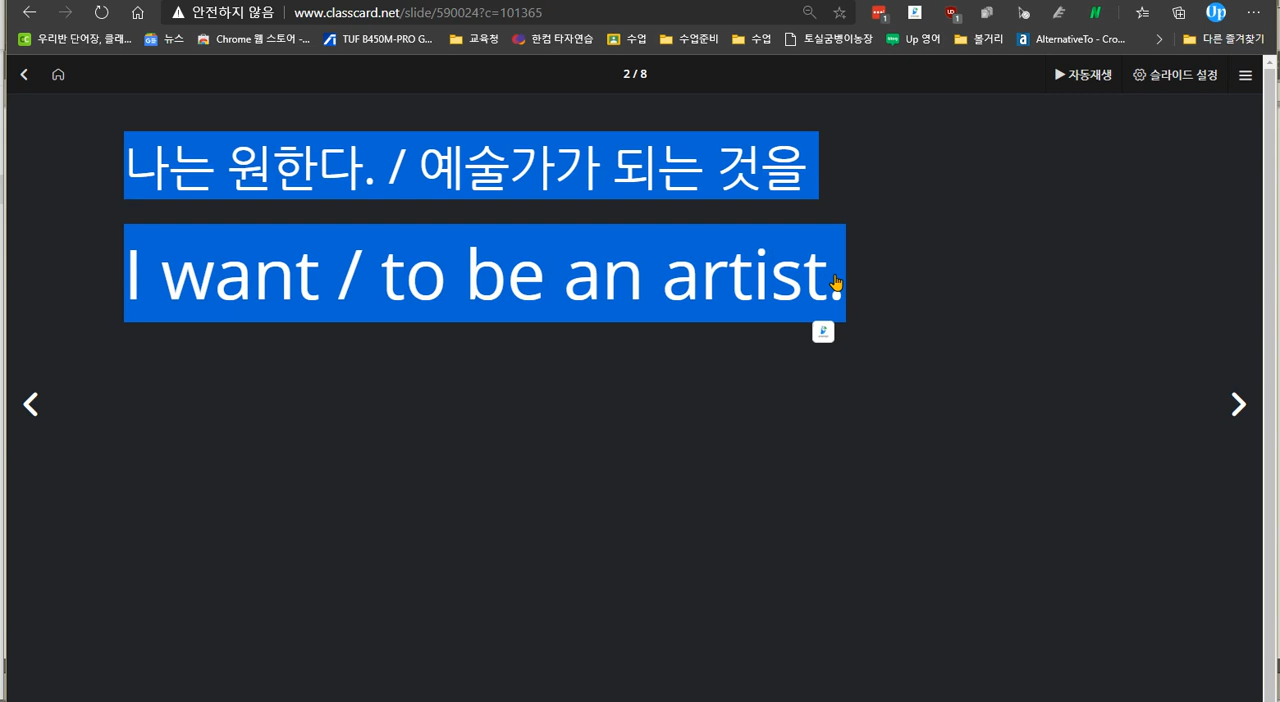 안전하지 않음 www.classcard.net/slide/590024?c=101365
우리반 단어장, 클래... 뉴스 Chrome 웹 스토어 -... TUF B450M-PRO G... 교육청 한컴 타자연습 수업 수업준비 수업 토실굼벵이농장 Up 영어 볼거리 AlternativeTo - Cro... 다른 즐겨찾기
2 / 8 자동재생 슬라이드 설정
나는 원한다. / 예술가가 되는 것을
I want / to be an artist.